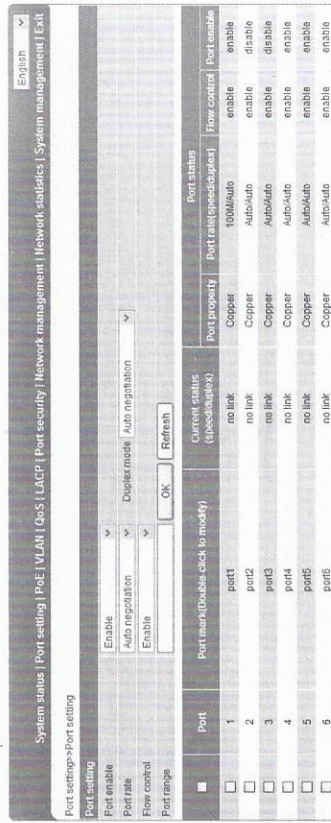 English
System status | Port setting | PoE | VLAN | QoS | LACP | Port security | Network management | Network statistics | System management | Exit
Port setting>>Port setting
Port setting
Port enable Enable
Port rate Auto negotiation Duplex mode Auto negotiation
Flow control Enable
Port range
OK Refresh
Port status
Port Port mark(Double click to modify) Current status (speed/duplex) Port property Port rate(speed/duplex) Flow control Port enable
1 port1 no link Copper 100M/Auto enable enable
2 port2 no link Copper Auto/Auto enable disable
3 port3 no link Copper Auto/Auto enable disable
4 port4 no link Copper Auto/Auto enable enable
5 port5 no link Copper Auto/Auto enable enable
6 port6 no link Copper Auto/Auto enable enable